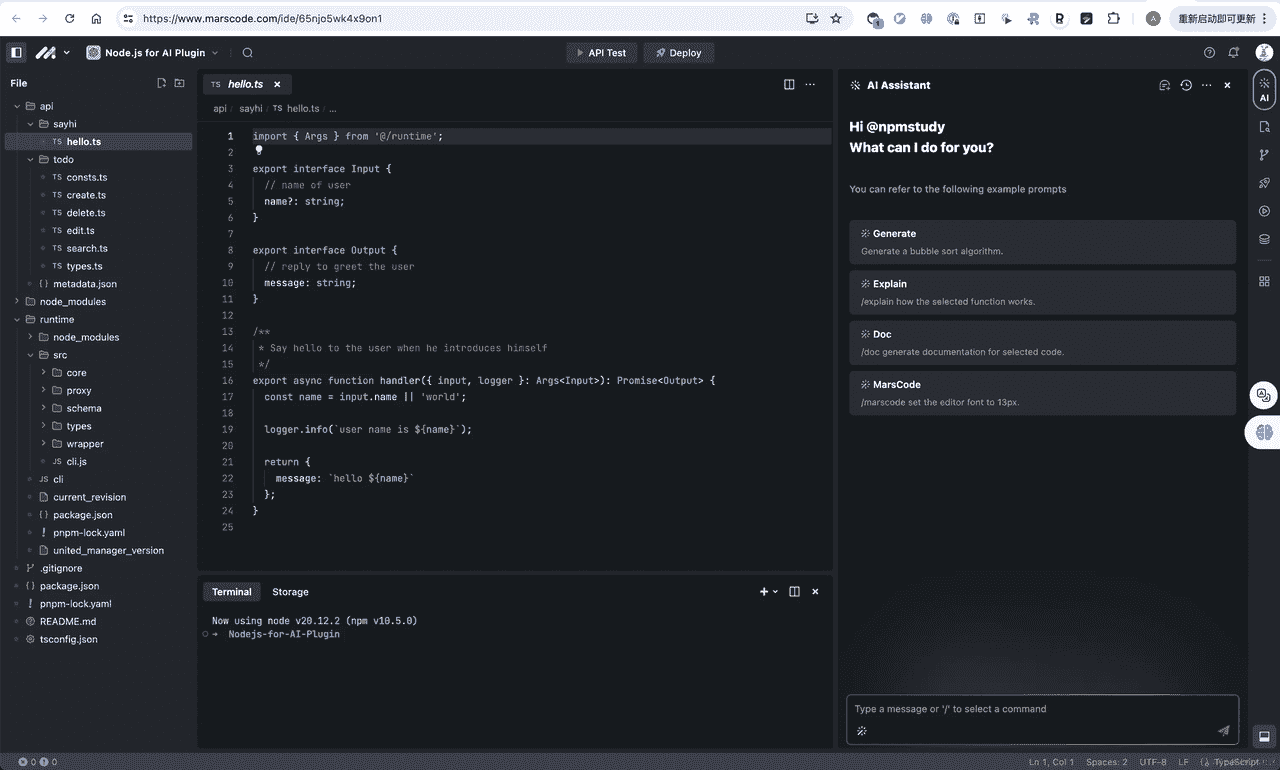 https://www.marscode.com/ide/65njo5wk4x9on1
重新启动即可更新
Node.js for AI Plugin
API Test
Deploy
File
api
sayhi
TS hello.ts
todo
TS consts.ts
TS create.ts
TS delete.ts
TS edit.ts
TS search.ts
TS types.ts
{} metadata.json
node_modules
runtime
node_modules
src
core
proxy
schema
types
wrapper
JS cli.js
JS cli
current_revision
{} package.json
! pnpm-lock.yaml
united_manager_version
.gitignore
{} package.json
! pnpm-lock.yaml
README.md
tsconfig.json
TS hello.ts
api / sayhi / TS hello.ts / ...
1 import { Args } from '@/runtime';
2
3 export interface Input {
4 // name of user
5 name?: string;
6 }
7
8 export interface Output {
9 // reply to greet the user
10 message: string;
11 }
12
13 /**
14 * Say hello to the user when he introduces himself
15 */
16 export async function handler({ input, logger }: Args<Input>): Promise<Output> {
17 const name = input.name || 'world';
18
19 logger.info(`user name is ${name}`);
20
21 return {
22 message: `hello ${name}`
23 };
24 }
25
Terminal Storage
Now using node v20.12.2 (npm v10.5.0)
➜ Nodejs-for-AI-Plugin
AI Assistant
AI
Hi @npmstudy
What can I do for you?
You can refer to the following example prompts
Generate
Generate a bubble sort algorithm.
Explain
/explain how the selected function works.
Doc
/doc generate documentation for selected code.
MarsCode
/marscode set the editor font to 13px.
Type a message or '/' to select a command
0 0
Ln 1, Col 1 Spaces: 2 UTF-8 LF TypeScript